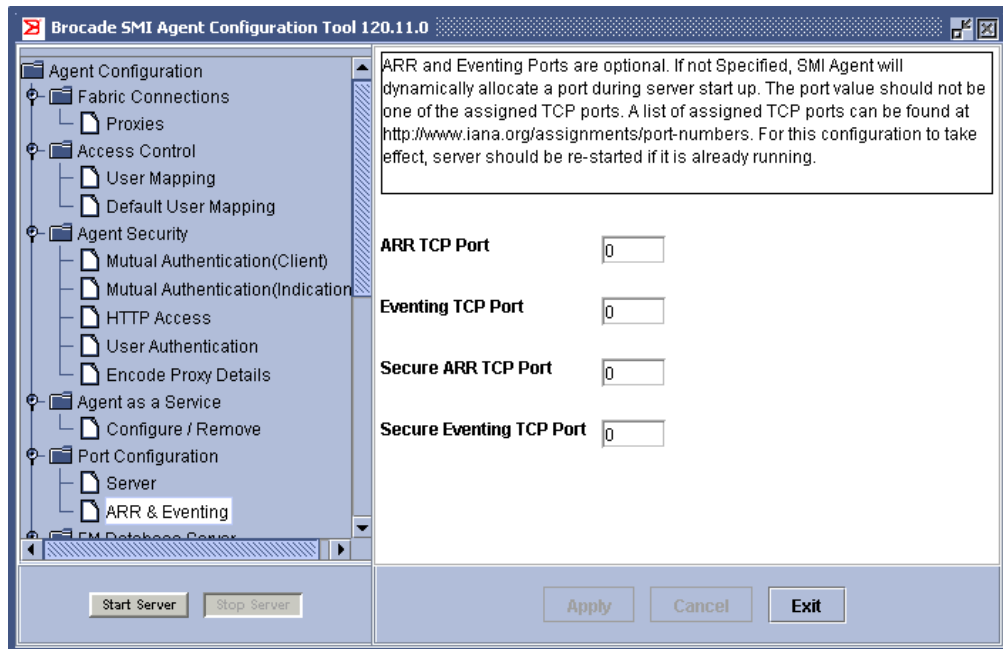 Brocade SMI Agent Configuration Tool 120.11.0
Agent Configuration
Fabric Connections
Proxies
Access Control
User Mapping
Default User Mapping
Agent Security
Mutual Authentication(Client)
Mutual Authentication(Indication
HTTP Access
User Authentication
Encode Proxy Details
Agent as a Service
Configure / Remove
Port Configuration
Server
ARR & Eventing
FM Database Server
Start Server
Stop Server
ARR and Eventing Ports are optional. If not Specified, SMI Agent will
dynamically allocate a port during server start up. The port value should not be
one of the assigned TCP ports. A list of assigned TCP ports can be found at
http://www.iana.org/assignments/port-numbers. For this configuration to take
effect, server should be re-started if it is already running.
ARR TCP Port 0
Eventing TCP Port 0
Secure ARR TCP Port 0
Secure Eventing TCP Port 0
Apply
Cancel
Exit